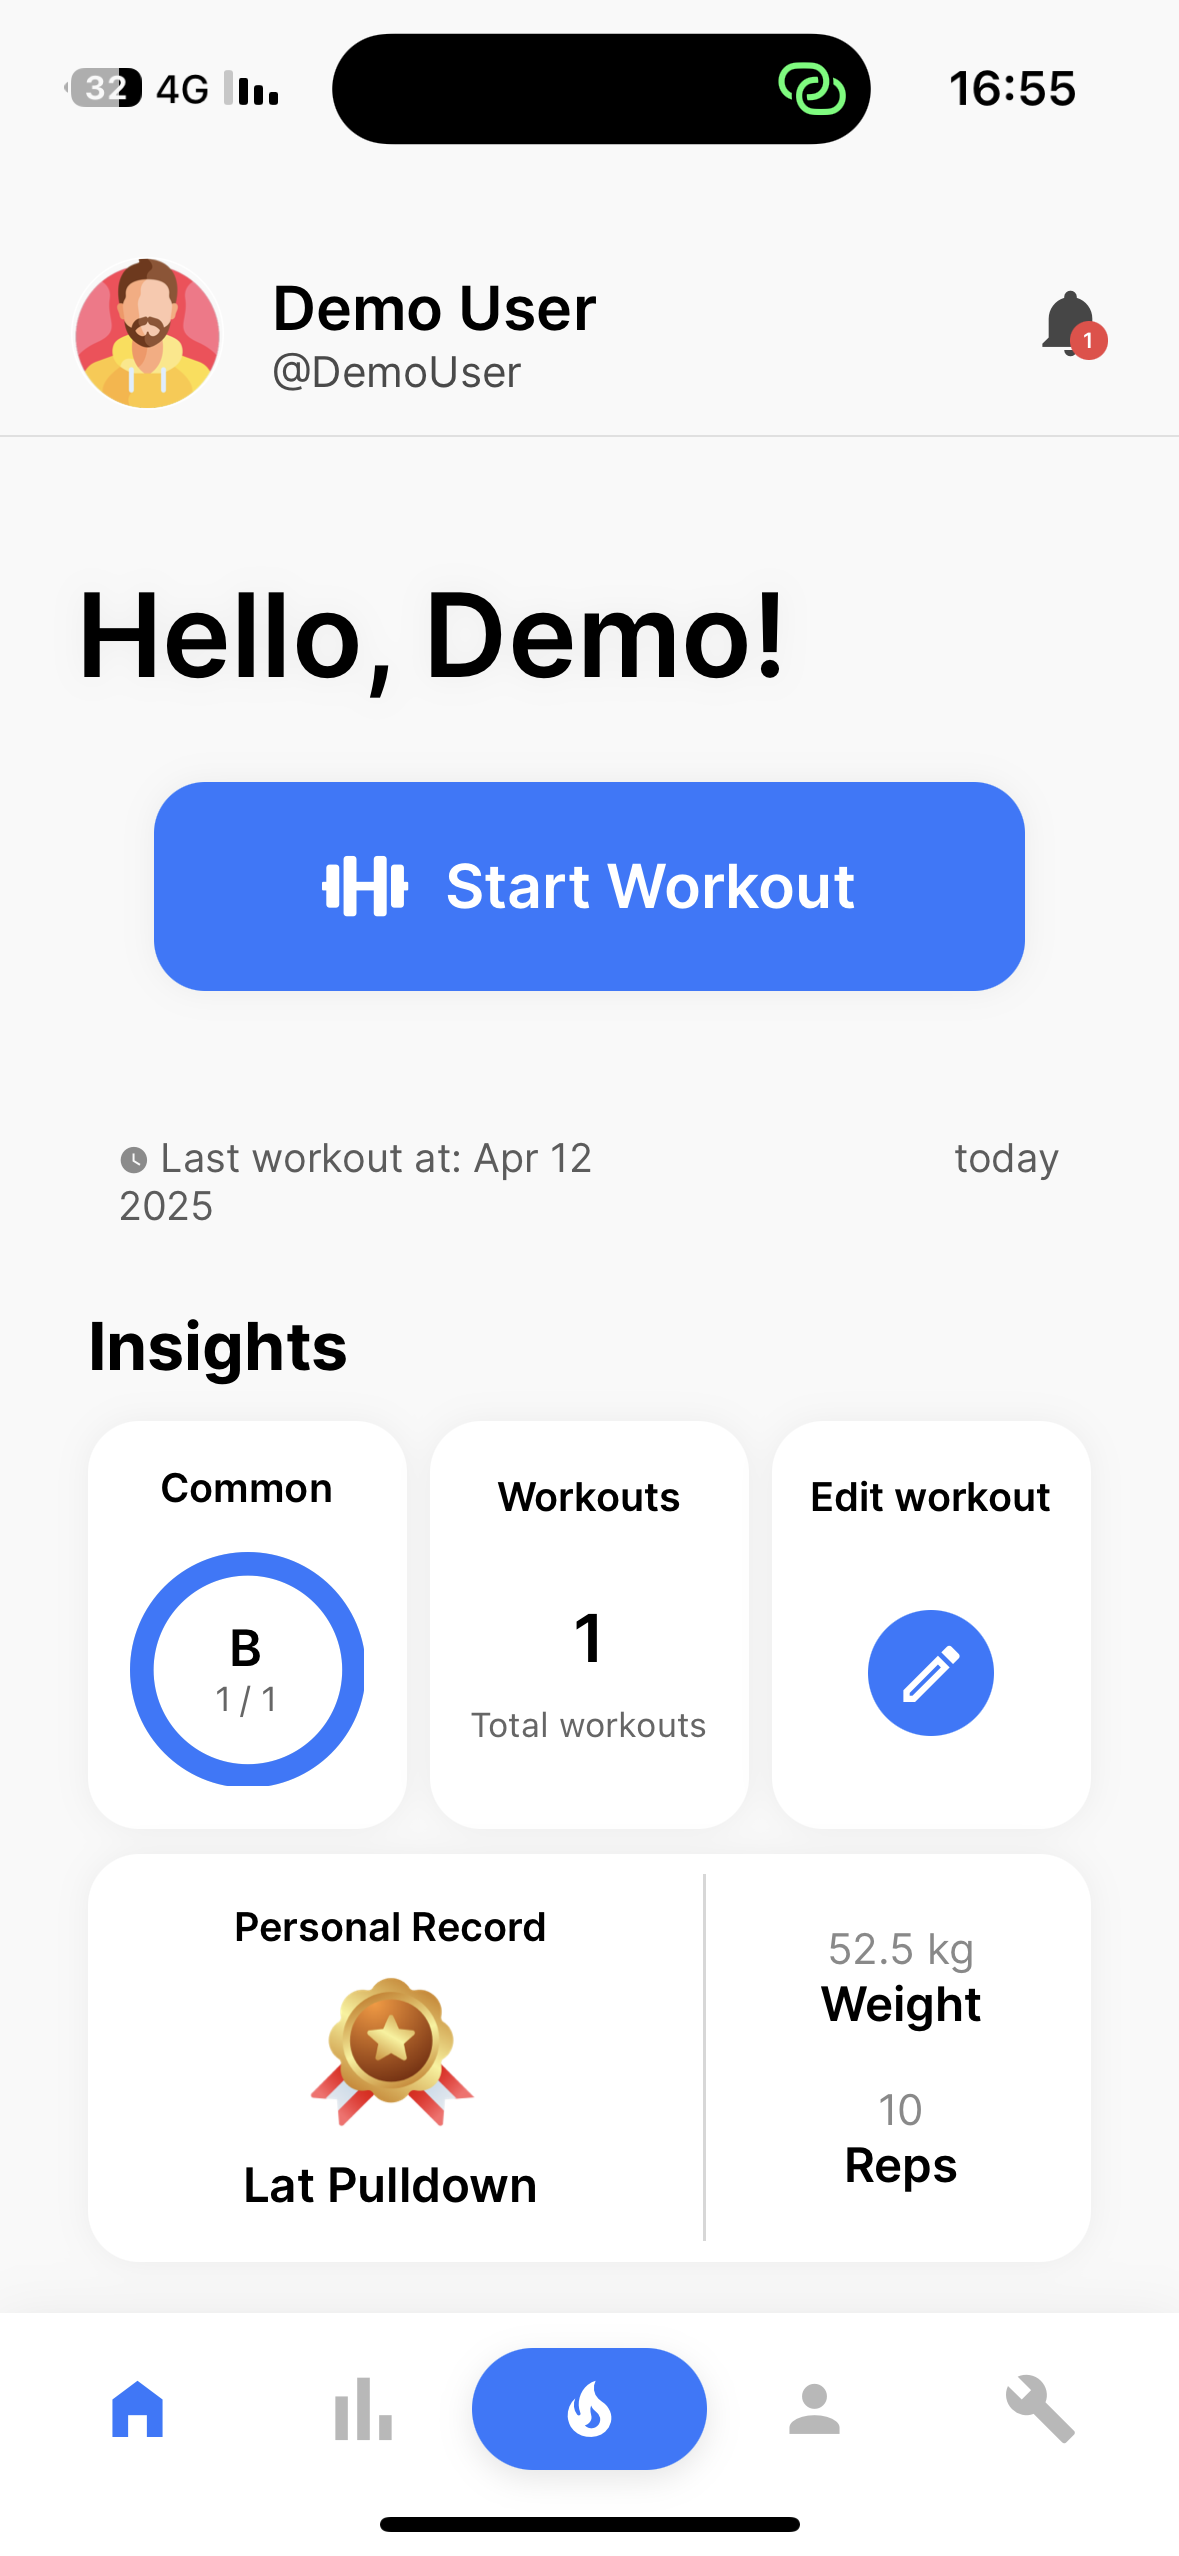 32 4G 16:55
Demo User
@DemoUser
1
Hello, Demo!
Start Workout
Last workout at: Apr 12
2025
today
Insights
Common
B
1 / 1
Workouts
1
Total workouts
Edit workout
Personal Record
Lat Pulldown
52.5 kg
Weight
10
Reps